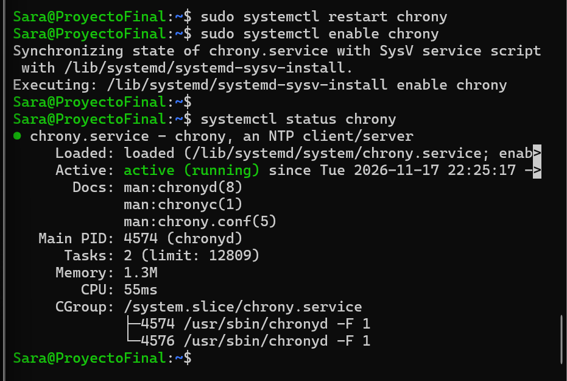 Sara@ProyectoFinal:~$ sudo systemctl restart chrony
Sara@ProyectoFinal:~$ sudo systemctl enable chrony
Synchronizing state of chrony.service with SysV service script
 with /lib/systemd/systemd-sysv-install.
Executing: /lib/systemd/systemd-sysv-install enable chrony
Sara@ProyectoFinal:~$
Sara@ProyectoFinal:~$ systemctl status chrony
● chrony.service - chrony, an NTP client/server
     Loaded: loaded (/lib/systemd/system/chrony.service; enab>
     Active: active (running) since Tue 2026-11-17 22:25:17 ->
       Docs: man:chronyd(8)
             man:chronyc(1)
             man:chrony.conf(5)
   Main PID: 4574 (chronyd)
      Tasks: 2 (limit: 12809)
     Memory: 1.3M
        CPU: 55ms
     CGroup: /system.slice/chrony.service
             ├─4574 /usr/sbin/chronyd -F 1
             └─4576 /usr/sbin/chronyd -F 1
Sara@ProyectoFinal:~$